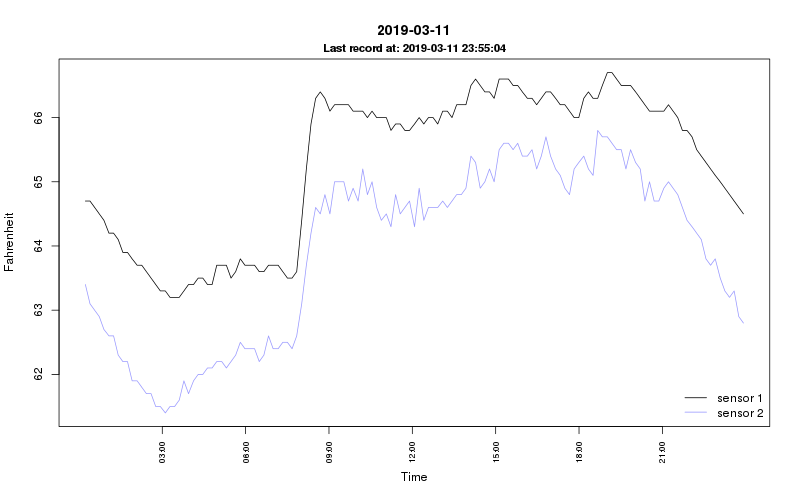 2019-03-11
Last record at: 2019-03-11 23:55:04
Fahrenheit
66
65
64
63
62
03:00
06:00
09:00
12:00
15:00
18:00
21:00
Time
sensor 1
sensor 2